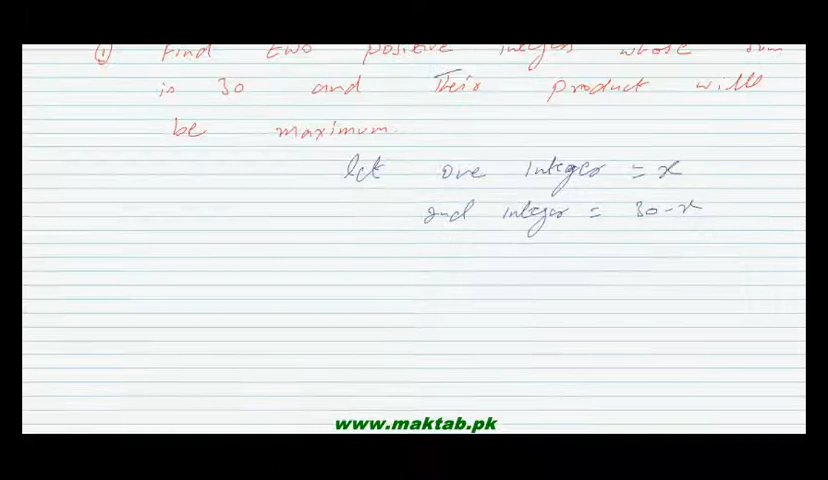 (1) Find two positive integers whose sum
is 30 and their product will
be maximum.
let one integer = x
2nd integer = 30-x
www.maktab.pk